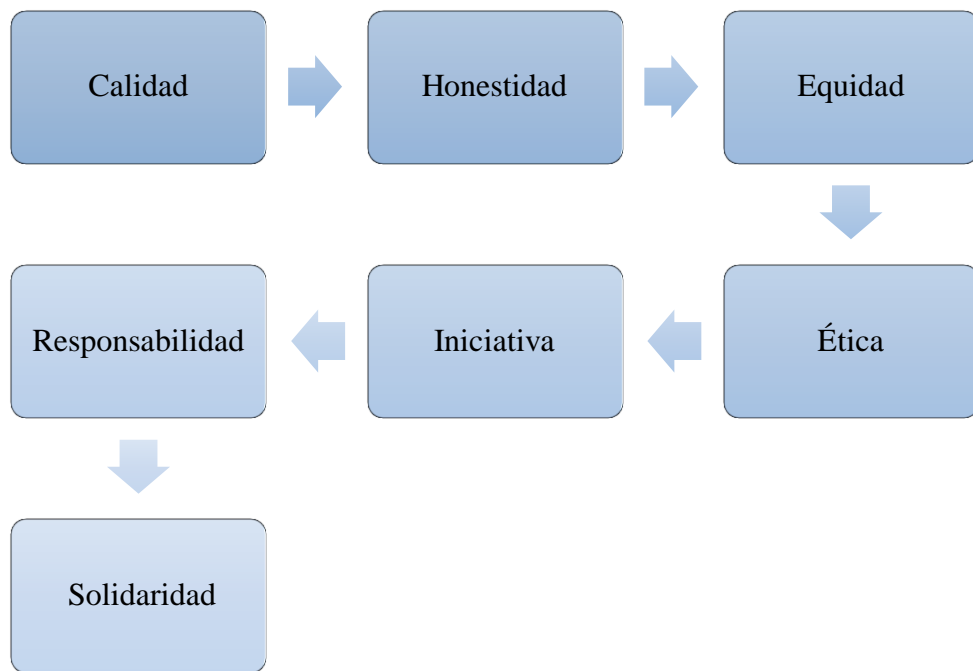 Calidad
Honestidad
Equidad
Ética
Iniciativa
Responsabilidad
Solidaridad